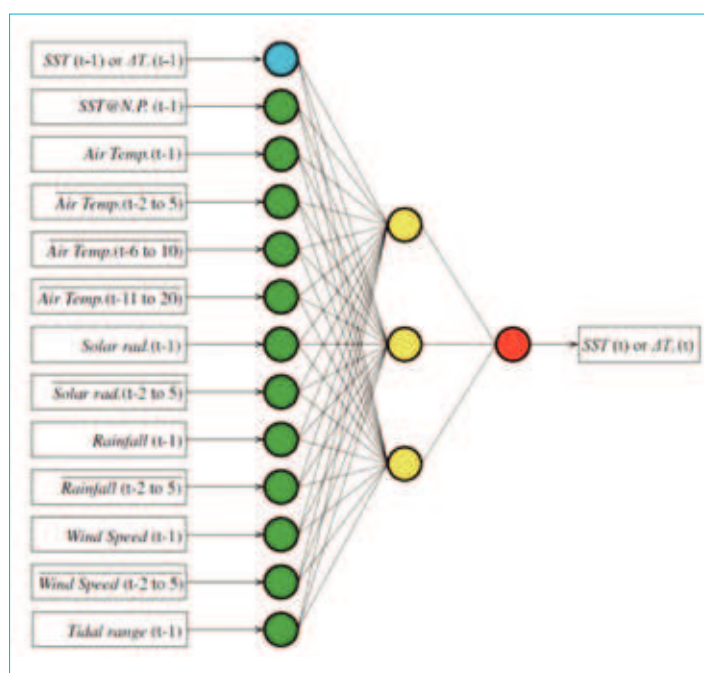 SST (t-1) or ΔT. (t-1)
SST@N.P. (t-1)
Air Temp.(t-1)
Air Temp.(t-2 to 5)
Air Temp.(t-6 to 10)
Air Temp.(t-11 to 20)
Solar rad.(t-1)
Solar rad.(t-2 to 5)
Rainfall (t-1)
Rainfall (t-2 to 5)
Wind Speed (t-1)
Wind Speed (t-2 to 5)
Tidal range (t-1)
SST (t) or ΔT. (t)